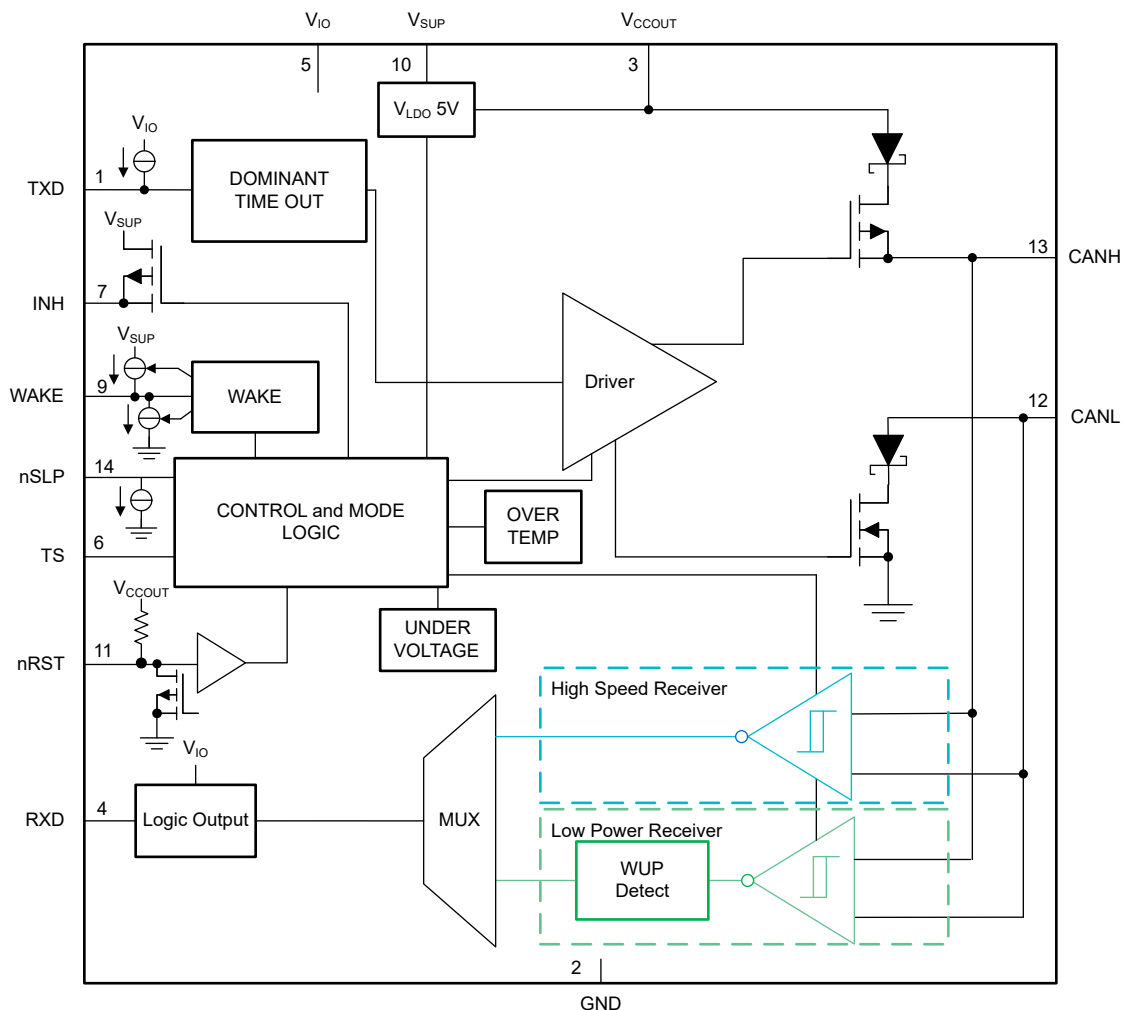 VIO
VSUP
VCCOUT
5
10
3
VLDO 5V
VIO
TXD
1
DOMINANT
TIME OUT
VSUP
INH
7
13
CANH
VSUP
WAKE
9
WAKE
Driver
12
CANL
nSLP
14
CONTROL and MODE
LOGIC
OVER
TEMP
TS
6
VCCOUT
nRST
11
UNDER
VOLTAGE
High Speed Receiver
VIO
RXD
4
Logic Output
MUX
Low Power Receiver
WUP
Detect
2
GND